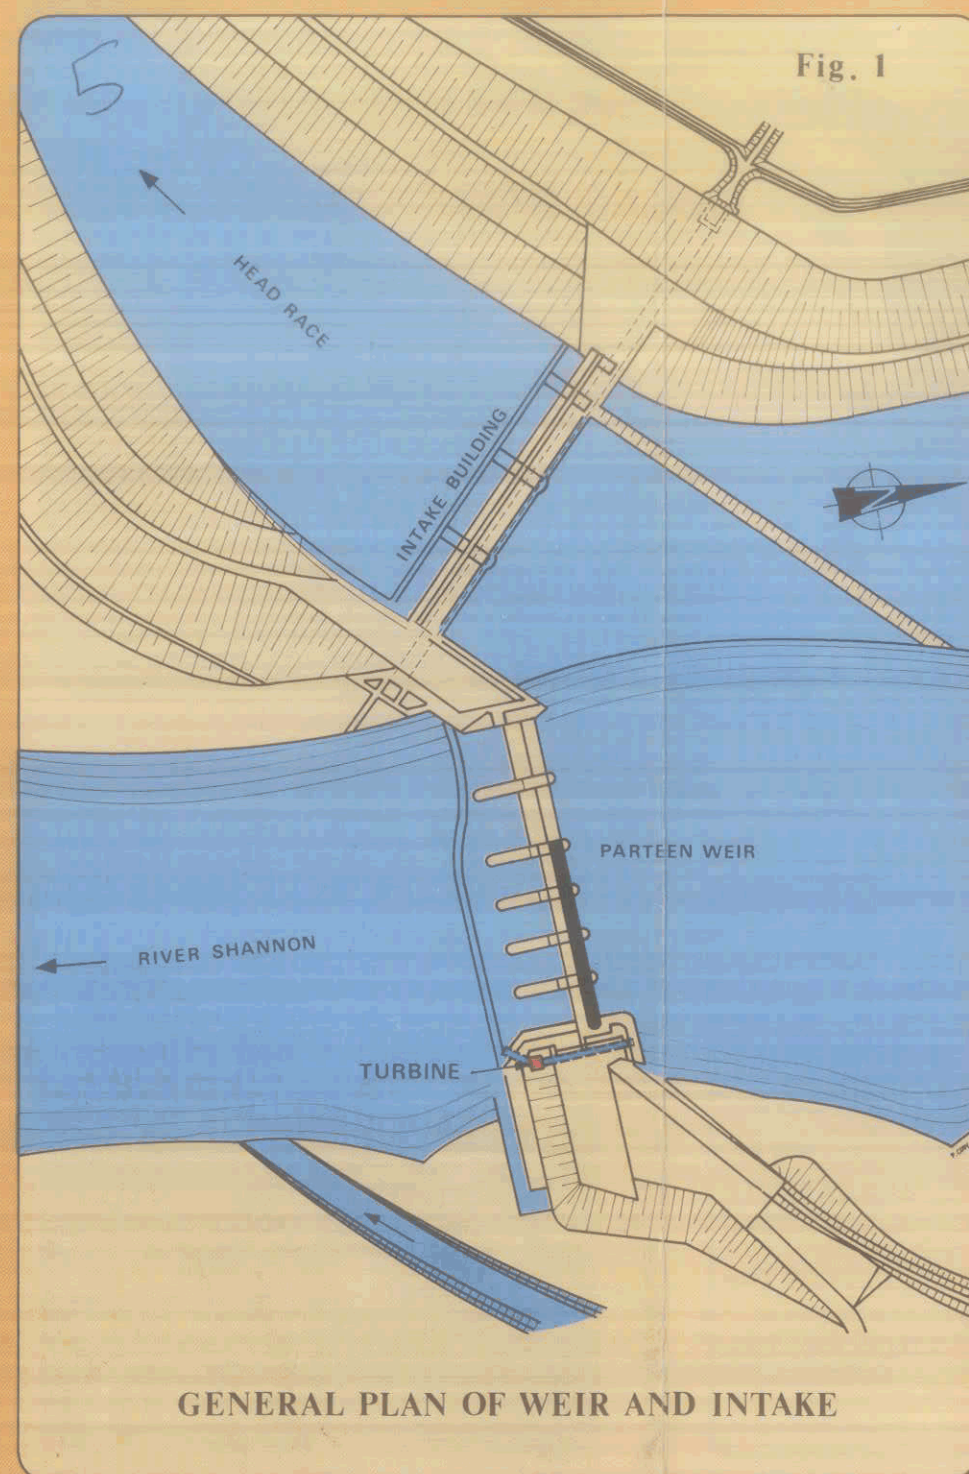 5
Fig. 1
HEAD RACE
INTAKE BUILDING
N
PARTEEN WEIR
RIVER SHANNON
TURBINE
GENERAL PLAN OF WEIR AND INTAKE